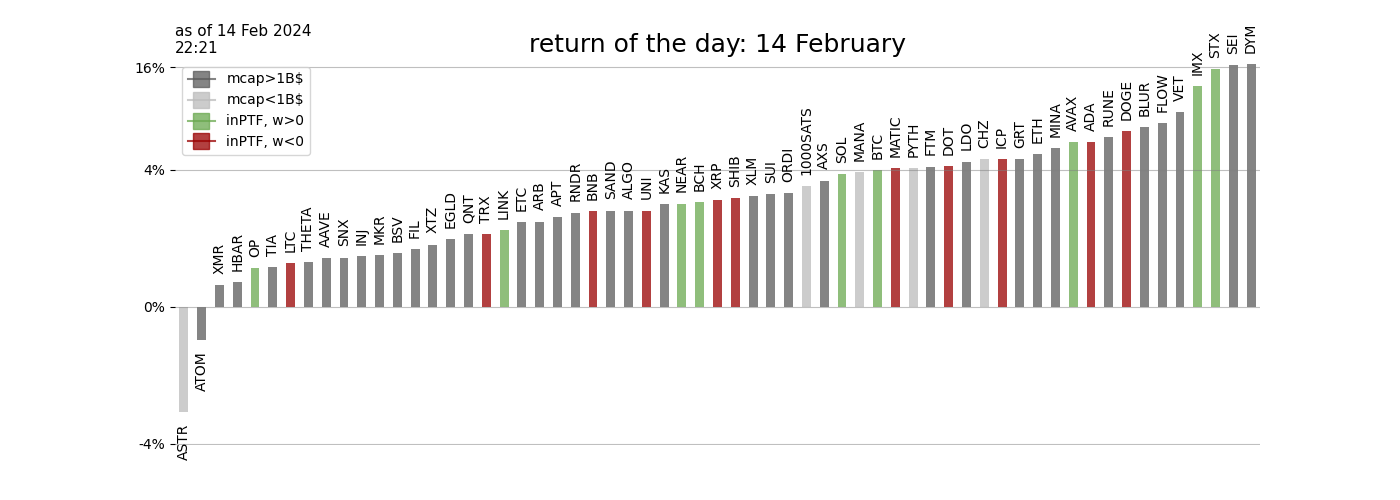 as of 14 Feb 2024
22:21
return of the day: 14 February
16%
4%
0%
-4%
mcap>1B$
mcap<1B$
inPTF, w>0
inPTF, w<0
ASTR
ATOM
XMR
HBAR
OP
TIA
LTC
THETA
AAVE
SNX
INJ
MKR
BSV
FIL
XTZ
EGLD
QNT
TRX
LINK
ETC
ARB
APT
RNDR
BNB
SAND
ALGO
UNI
KAS
NEAR
BCH
XRP
SHIB
XLM
SUI
ORDI
1000SATS
AXS
SOL
MANA
BTC
MATIC
PYTH
FTM
DOT
LDO
CHZ
ICP
GRT
ETH
MINA
AVAX
ADA
RUNE
DOGE
BLUR
FLOW
VET
IMX
STX
SEI
DYM